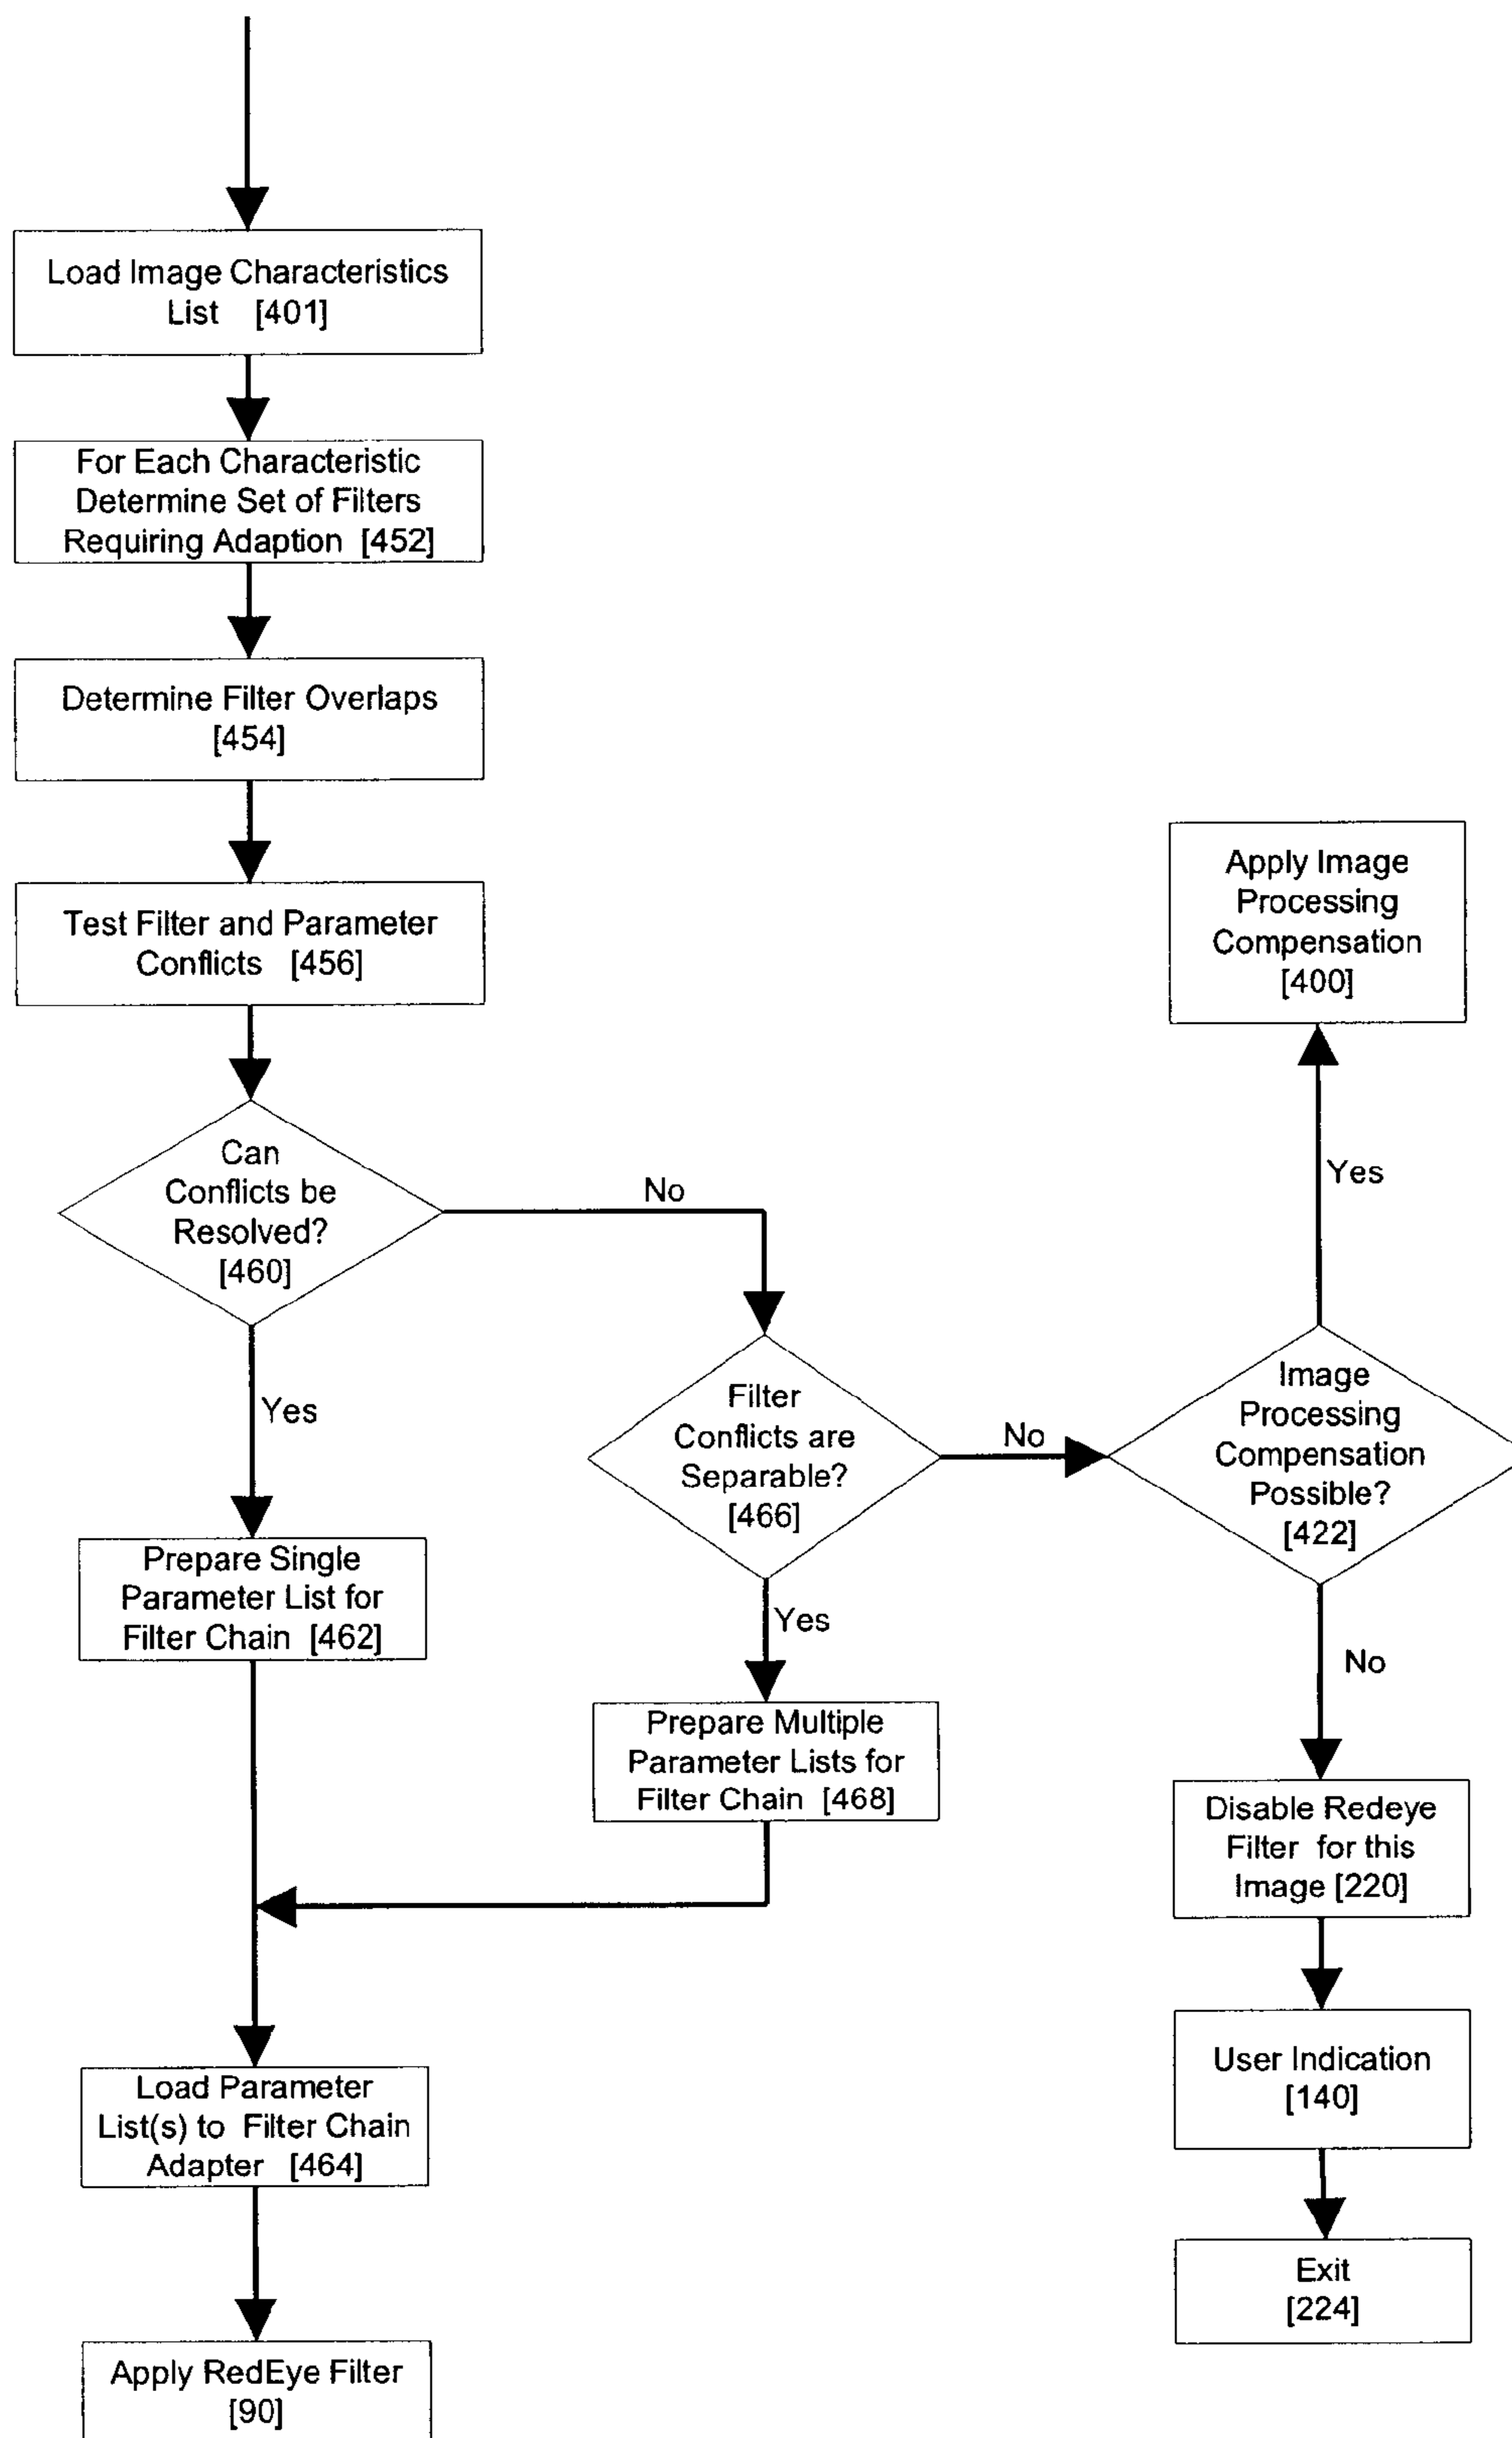 Load Image Characteristics
List [401]
For Each Characteristic
Determine Set of Filters
Requiring Adaption [452]
Determine Filter Overlaps
[454]
Test Filter and Parameter
Conflicts [456]
Can
Conflicts be
Resolved?
[460]
No
Yes
Filter
Conflicts are
Separable?
[466]
No
Yes
Image
Processing
Compensation
Possible?
[422]
Yes
No
Apply Image
Processing
Compensation
[400]
Prepare Single
Parameter List for
Filter Chain [462]
Prepare Multiple
Parameter Lists for
Filter Chain [468]
Disable Redeye
Filter for this
Image [220]
User Indication
[140]
Exit
[224]
Load Parameter
List(s) to Filter Chain
Adapter [464]
Apply RedEye Filter
[90]